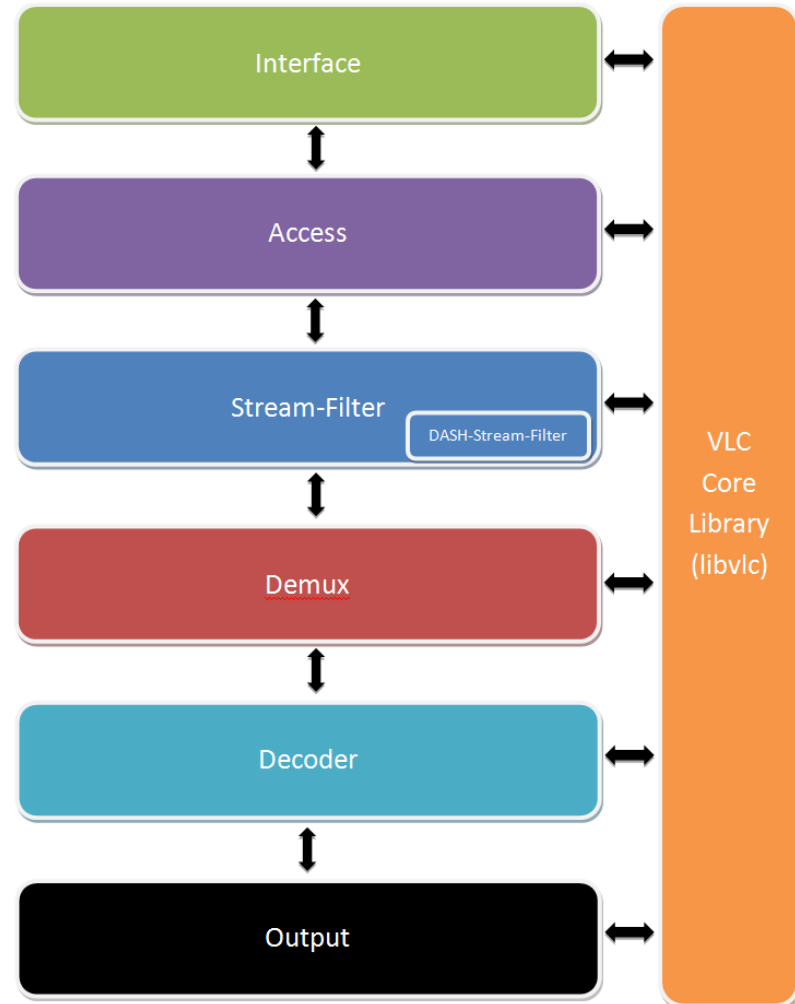 Interface
Access
Stream-Filter
DASH-Stream-Filter
Demux
Decoder
Output
VLC
Core
Library
(libvlc)